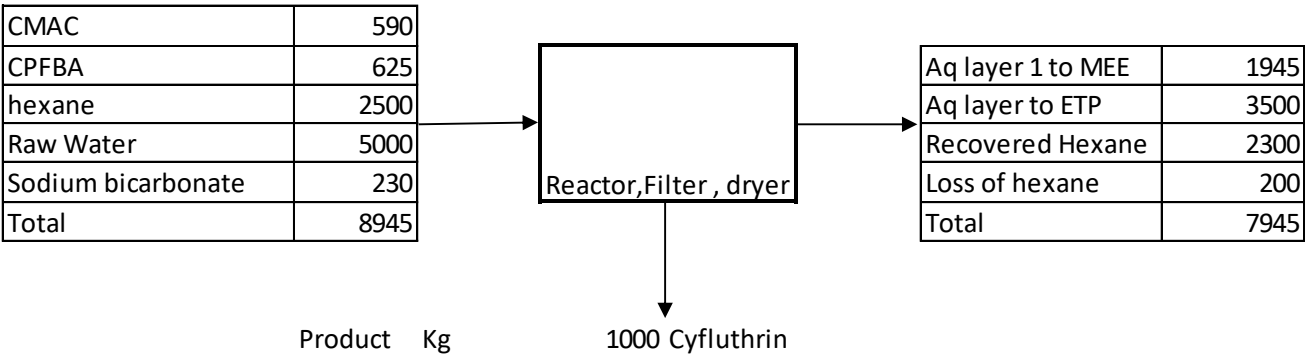 CMAC 590
CPFBA 625
hexane 2500
Raw Water 5000
Sodium bicarbonate 230
Total 8945
Reactor,Filter , dryer
Aq layer 1 to MEE 1945
Aq layer to ETP 3500
Recovered Hexane 2300
Loss of hexane 200
Total 7945
Product Kg 1000 Cyfluthrin